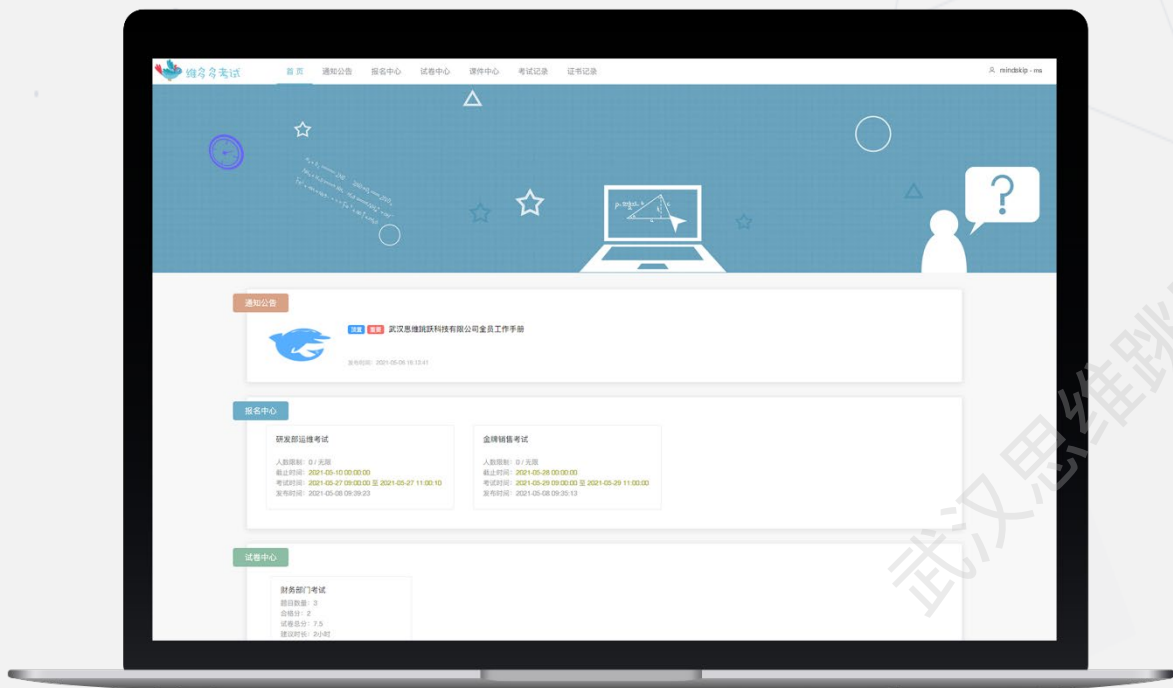 维多多考试
首页 通知公告 报名中心 试卷中心 课件中心 考试记录 证书记录
mindskip - ms
?
通知公告
重要 武汉思维跳跃科技有限公司全员工作手册
发布时间：2021-05-06 16:13:41
报名中心
研发部运维考试
人数限制：0 / 无限
截止时间：2021-05-10 00:00:00
考试时间：2021-05-27 09:00:00 至 2021-05-27 11:00:10
发布时间：2021-05-08 09:39:23
金牌销售考试
人数限制：0 / 无限
截止时间：2021-05-28 00:00:00
考试时间：2021-05-29 09:00:00 至 2021-05-29 11:00:00
发布时间：2021-05-08 09:35:13
试卷中心
财务部门考试
题目数量：3
合格分：2
试卷总分：7.5
建议时长：0小时
武汉思维跳